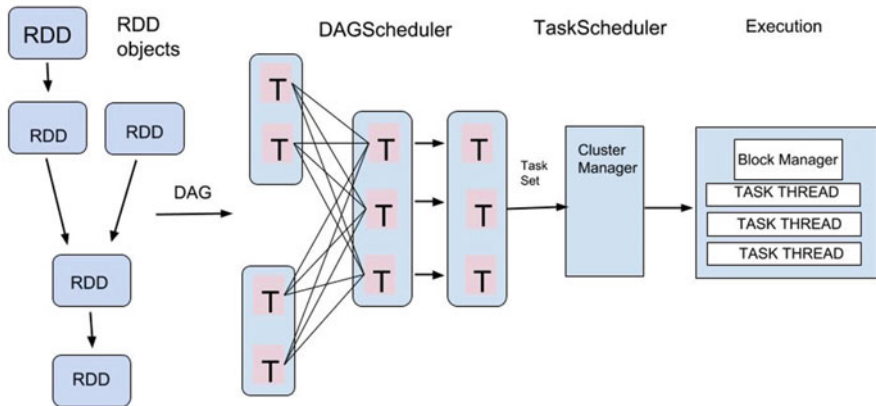 RDD
RDD
objects
RDD
RDD
RDD
RDD
DAG
DAGScheduler
T
T
T
T
T
T
T
T
T
T
Task
Set
TaskScheduler
Cluster
Manager
Execution
Block Manager
TASK THREAD
TASK THREAD
TASK THREAD